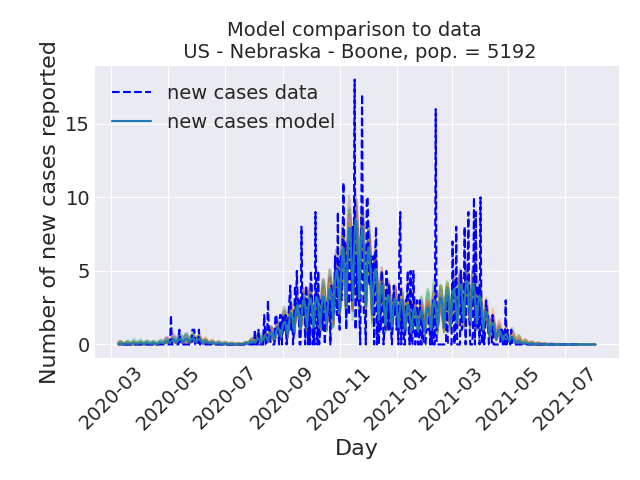 Model comparison to data
US - Nebraska - Boone, pop. = 5192
Number of new cases reported
new cases data
new cases model
15
10
5
0
2020-03
2020-05
2020-07
2020-09
2020-11
2021-01
2021-03
2021-05
2021-07
Day